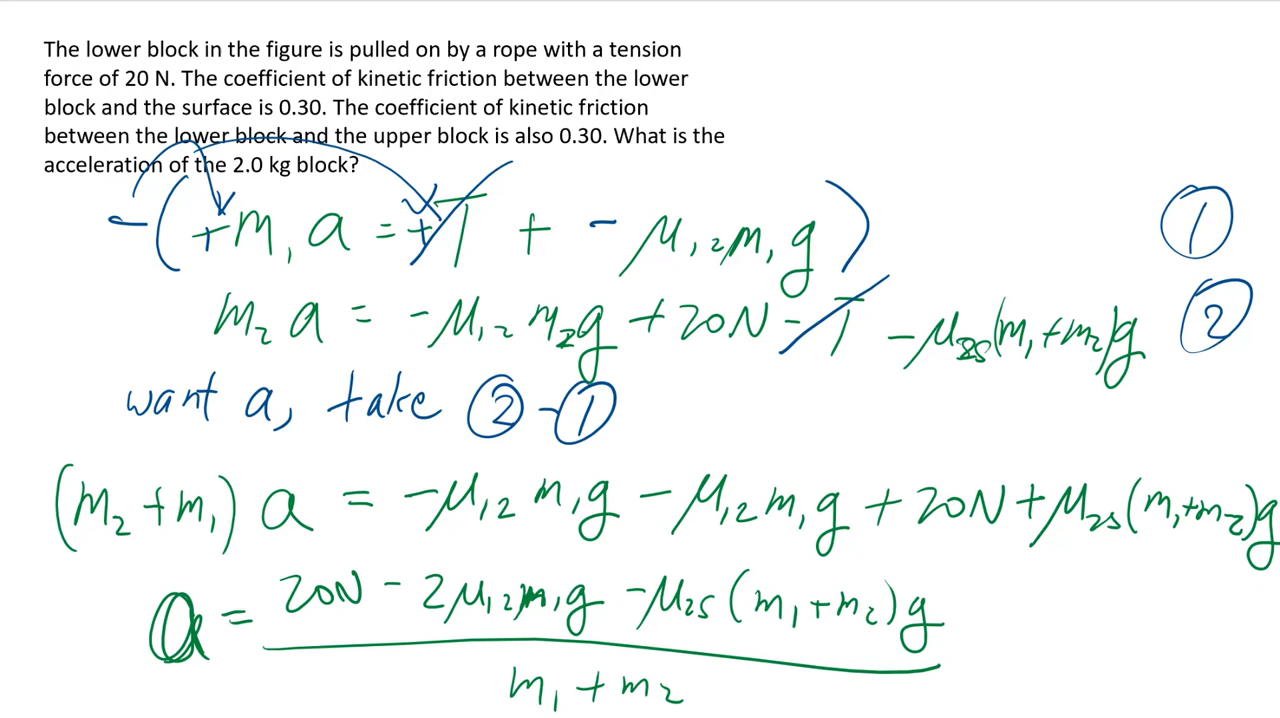 The lower block in the figure is pulled on by a rope with a tension
force of 20 N. The coefficient of kinetic friction between the lower
block and the surface is 0.30. The coefficient of kinetic friction
between the lower block and the upper block is also 0.30. What is the
acceleration of the 2.0 kg block?
-(+m₁a = +T + -μ₁₂m₁g) ①
m₂a = -μ₁₂m₂g +20N -T -μ₂ₛ(m₁+m₂)g ②
want a, take ②-①
(m₂+m₁)a = -μ₁₂m₁g -μ₁₂m₁g +20N +μ₂ₛ(m₁+m₂)g
a = 20N - 2μ₁₂m₁g -μ₂ₛ(m₁+m₂)g
m₁+m₂